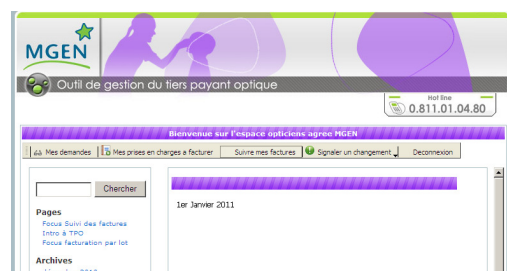 MGEN
Outil de gestion du tiers payant optique
Hot line
0.811.01.04.80
Bienvenue sur l'espace opticiens agree MGEN
Mes demandes
Mes prises en charges a facturer
Suivre mes factures
Signaler un changement
Deconnexion
Chercher
1er Janvier 2011
Pages
Focus Suivi des factures
Intro à TPO
Focus facturation par lot
Archives